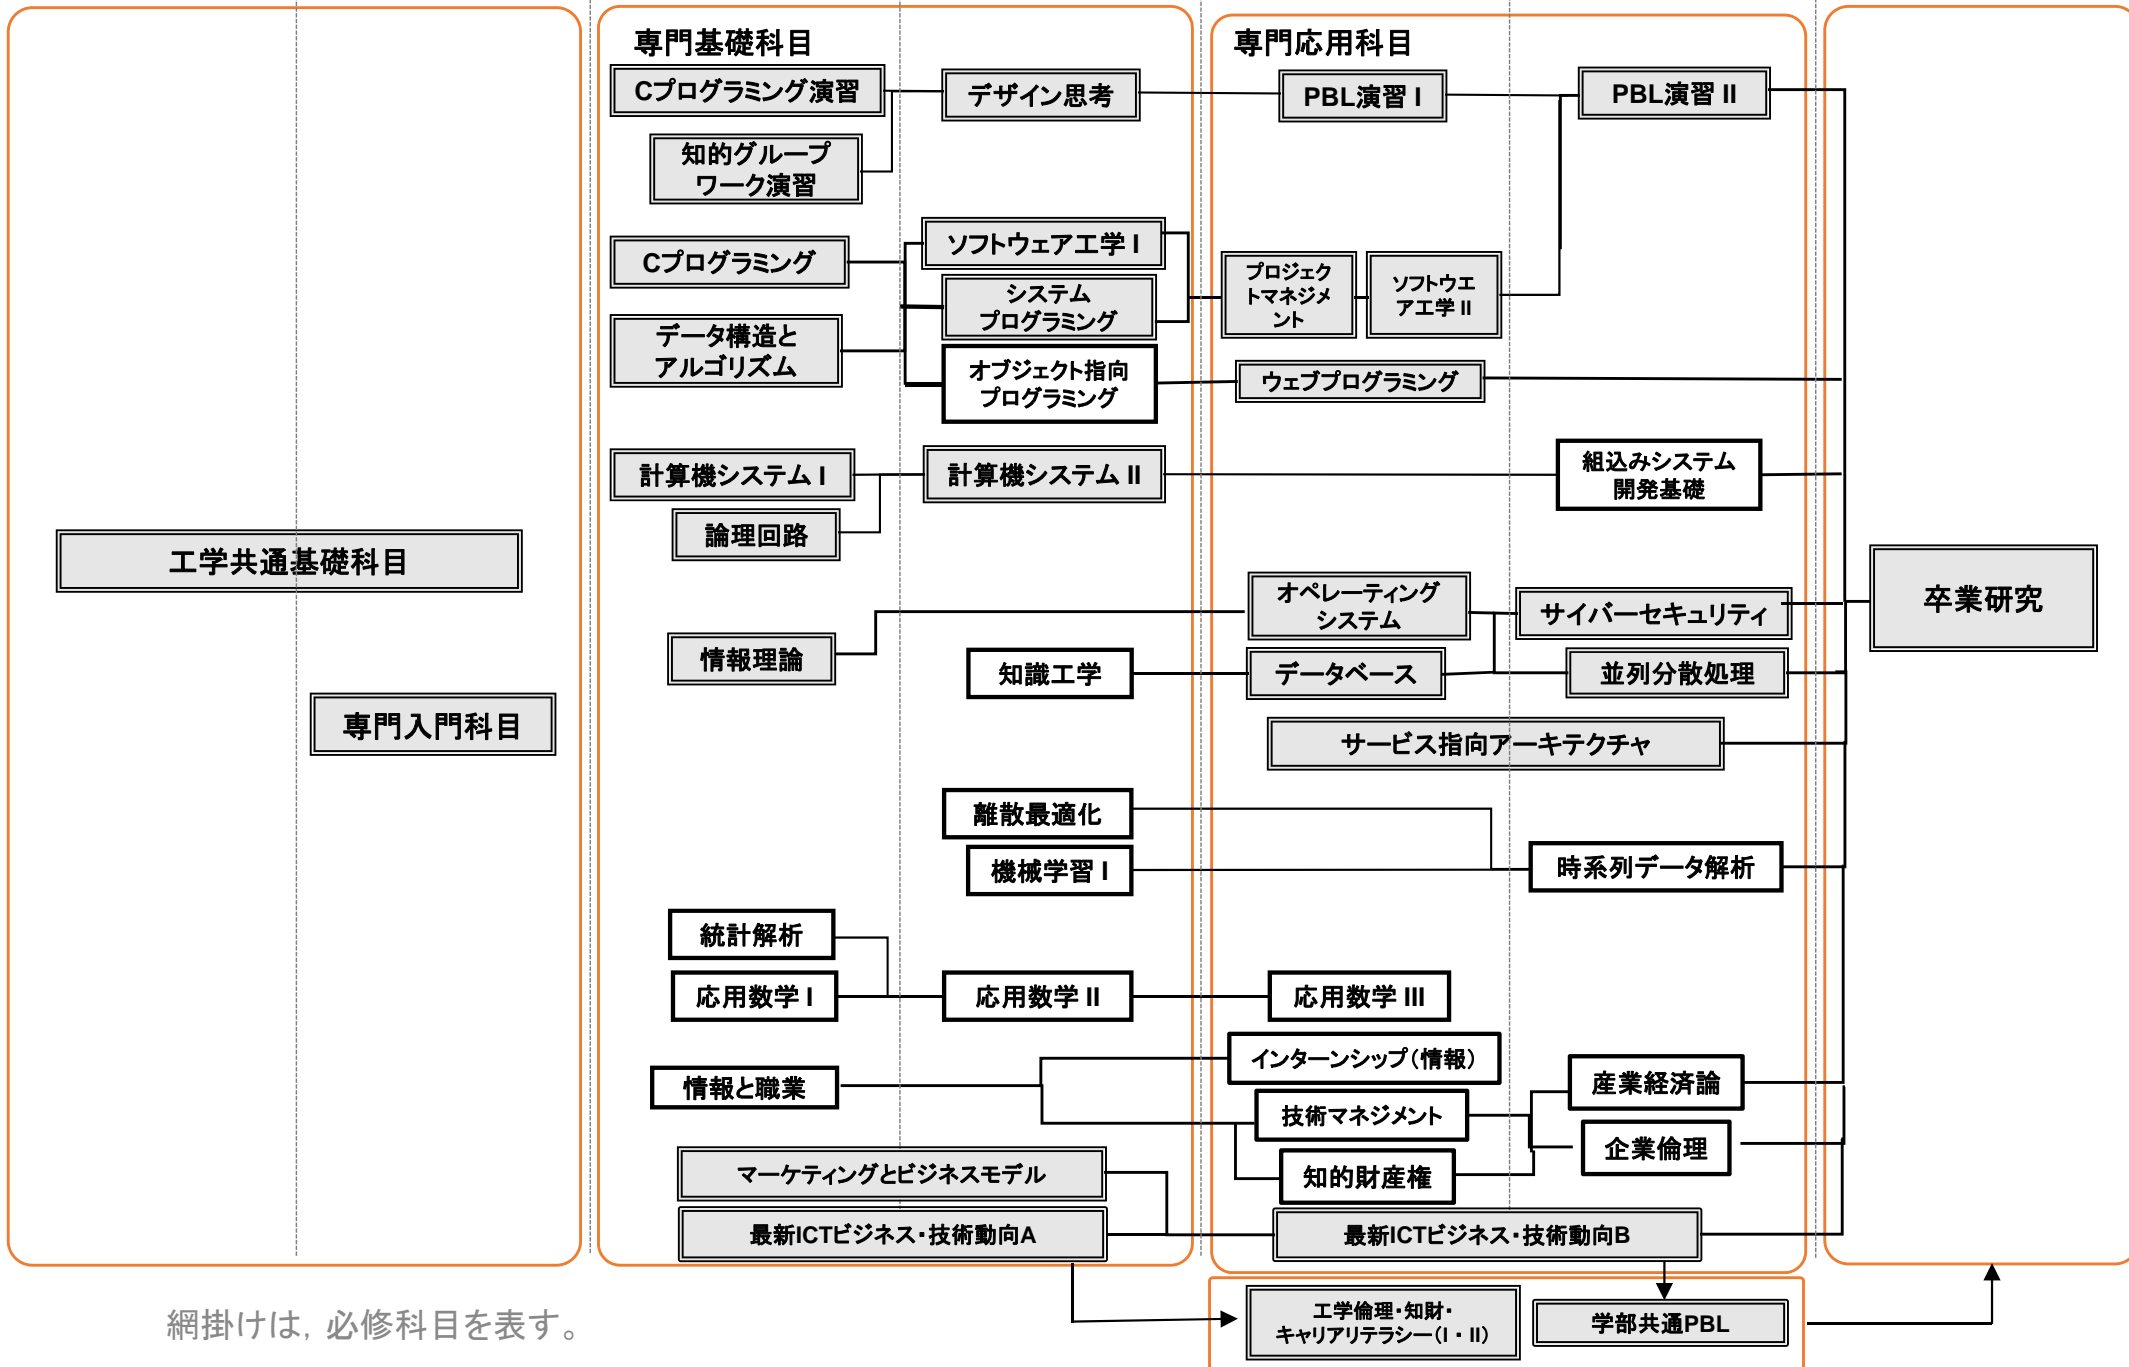 専門基礎科目
専門応用科目
Cプログラミング演習
デザイン思考
PBL演習 I
PBL演習 II
知的グループ
ワーク演習
Cプログラミング
ソフトウェア工学 I
システム
プログラミング
プロジェク
トマネジメ
ント
ソフトウエ
ア工学 II
データ構造と
アルゴリズム
オブジェクト指向
プログラミング
ウェブプログラミング
計算機システム I
計算機システム II
組込みシステム
開発基礎
論理回路
工学共通基礎科目
オペレーティング
システム
サイバーセキュリティ
卒業研究
情報理論
知識工学
データベース
並列分散処理
専門入門科目
サービス指向アーキテクチャ
離散最適化
機械学習 I
時系列データ解析
統計解析
応用数学 I
応用数学 II
応用数学 III
インターンシップ（情報）
情報と職業
技術マネジメント
産業経済論
企業倫理
マーケティングとビジネスモデル
知的財産権
最新ICTビジネス・技術動向A
最新ICTビジネス・技術動向B
工学倫理・知財・
キャリアリテラシー（I ・ II）
学部共通PBL
網掛けは，必修科目を表す。